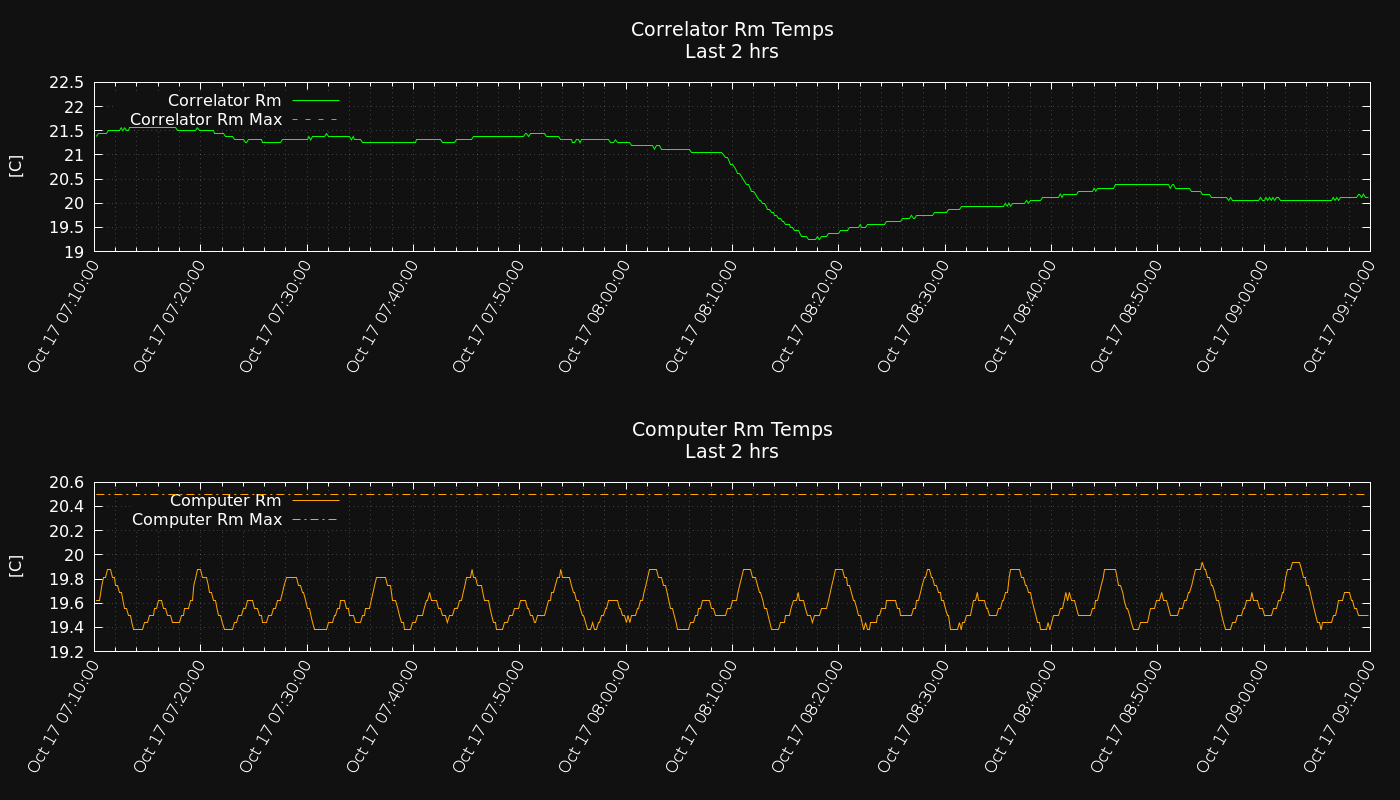 Correlator Rm Temps
Last 2 hrs
[C]
22.5
22
21.5
21
20.5
20
19.5
19
Correlator Rm
Correlator Rm Max
Oct 17 07:10:00
Oct 17 07:20:00
Oct 17 07:30:00
Oct 17 07:40:00
Oct 17 07:50:00
Oct 17 08:00:00
Oct 17 08:10:00
Oct 17 08:20:00
Oct 17 08:30:00
Oct 17 08:40:00
Oct 17 08:50:00
Oct 17 09:00:00
Oct 17 09:10:00
Computer Rm Temps
Last 2 hrs
[C]
20.6
20.4
20.2
20
19.8
19.6
19.4
19.2
Computer Rm
Computer Rm Max
Oct 17 07:10:00
Oct 17 07:20:00
Oct 17 07:30:00
Oct 17 07:40:00
Oct 17 07:50:00
Oct 17 08:00:00
Oct 17 08:10:00
Oct 17 08:20:00
Oct 17 08:30:00
Oct 17 08:40:00
Oct 17 08:50:00
Oct 17 09:00:00
Oct 17 09:10:00